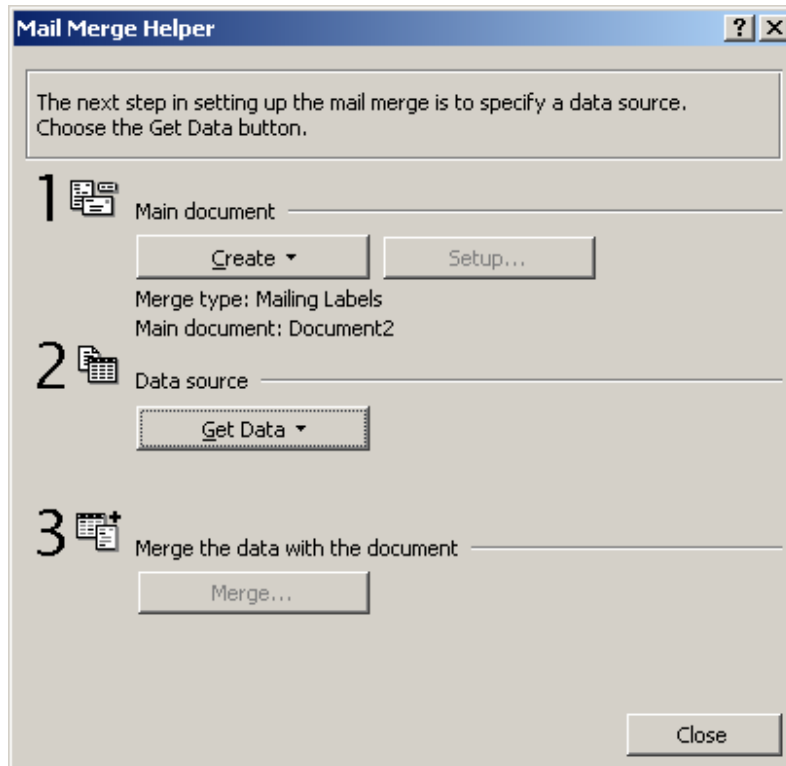 Mail Merge Helper
The next step in setting up the mail merge is to specify a data source.
Choose the Get Data button.
1
Main document
Create Setup...
Merge type: Mailing Labels
Main document: Document2
2
Data source
Get Data
3
Merge the data with the document
Merge...
Close